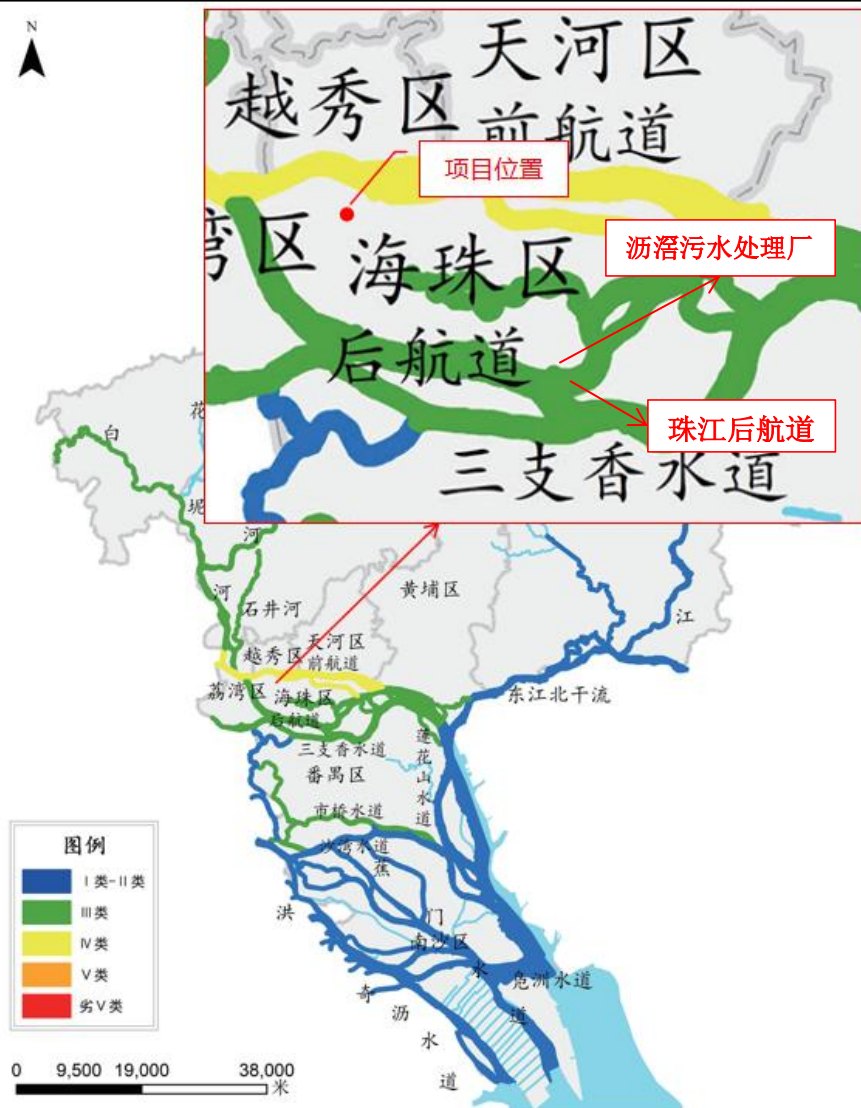 N
天河区
越秀区
前航道
项目位置
湾区
海珠区
沥滘污水处理厂
后航道
珠江后航道
三支香水道
花
白
坭
河
河
石井河
黄埔区
江
越秀区
天河区
前航道
荔湾区
海珠区
后航道
东江北干流
三支香水道
莲花山水道
番禺区
市桥水道
沙湾水道
蕉
门
水
道
洪
奇
沥
水
道
南沙区
凫洲水道
图例
Ⅰ类-Ⅱ类
Ⅲ类
Ⅳ类
Ⅴ类
劣Ⅴ类
0 9,500 19,000 38,000
米